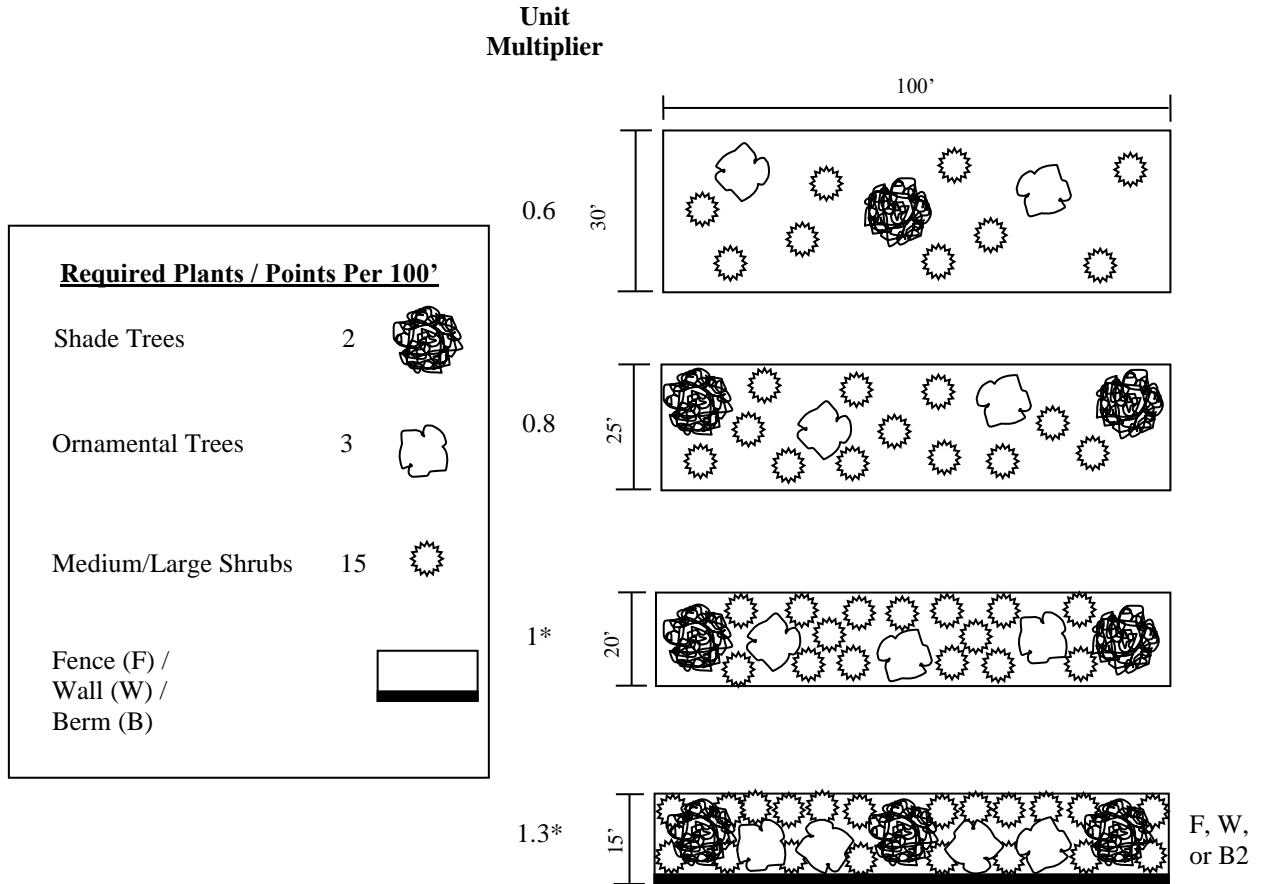 Unit
Multiplier
100’
0.6
30’
Required Plants / Points Per 100’
Shade Trees 2
Ornamental Trees 3
Medium/Large Shrubs 15
Fence (F) /
Wall (W) /
Berm (B)
0.8
25’
1*
20’
1.3*
15’
F, W,
or B2